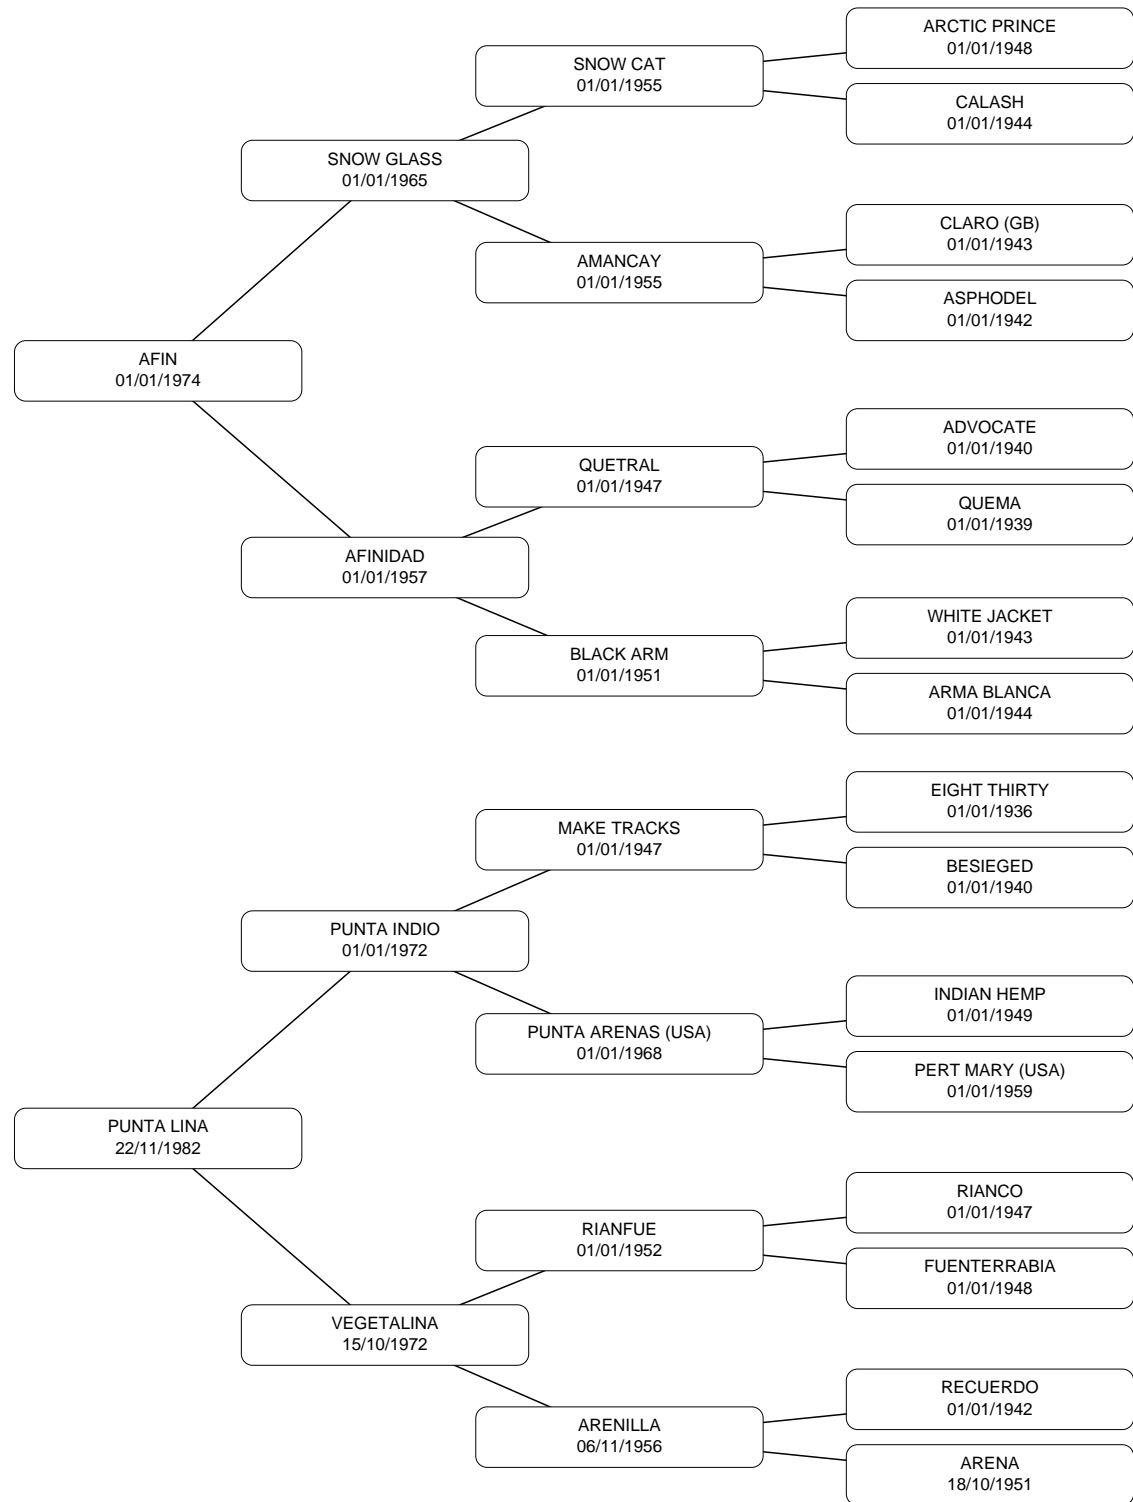 ARCTIC PRINCE
01/01/1948
SNOW CAT
01/01/1955
CALASH
01/01/1944
SNOW GLASS
01/01/1965
CLARO (GB)
01/01/1943
AMANCAY
01/01/1955
ASPHODEL
01/01/1942
AFIN
01/01/1974
ADVOCATE
01/01/1940
QUETRAL
01/01/1947
QUEMA
01/01/1939
AFINIDAD
01/01/1957
WHITE JACKET
01/01/1943
BLACK ARM
01/01/1951
ARMA BLANCA
01/01/1944
EIGHT THIRTY
01/01/1936
MAKE TRACKS
01/01/1947
BESIEGED
01/01/1940
PUNTA INDIO
01/01/1972
INDIAN HEMP
01/01/1949
PUNTA ARENAS (USA)
01/01/1968
PERT MARY (USA)
01/01/1959
PUNTA LINA
22/11/1982
RIANCO
01/01/1947
RIANFUE
01/01/1952
FUENTERRABIA
01/01/1948
VEGETALINA
15/10/1972
RECUERDO
01/01/1942
ARENILLA
06/11/1956
ARENA
18/10/1951